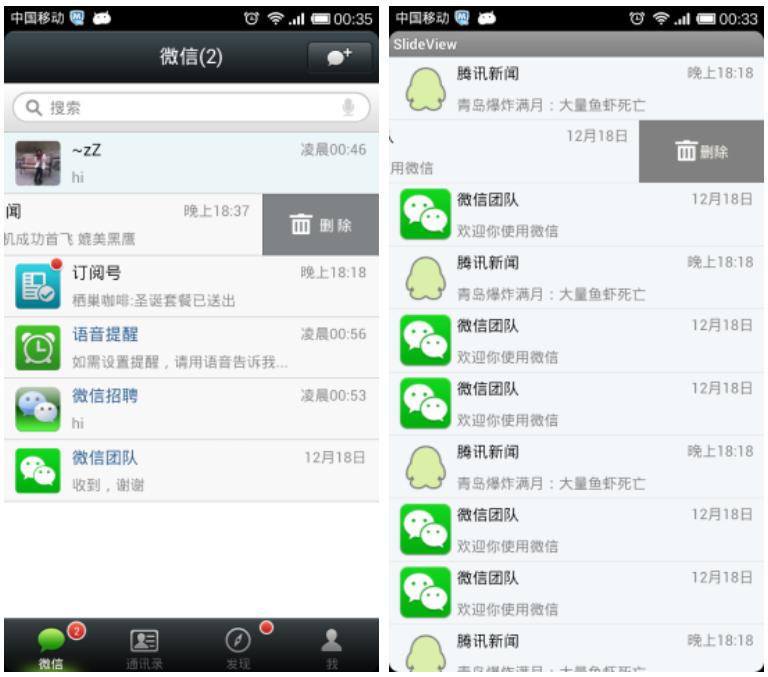 中国移动
00:35
微信(2)
搜索
~zZ
凌晨00:46
hi
闻
晚上18:37
机成功首飞 媲美黑鹰
删 除
订阅号
晚上18:18
栖巢咖啡:圣诞套餐已送出
语音提醒
凌晨00:56
如需设置提醒，请用语音告诉我...
微信招聘
凌晨00:53
hi
微信团队
12月18日
收到，谢谢
2
微信
通讯录
发现
我
中国移动
00:33
SlideView
腾讯新闻
晚上18:18
青岛爆炸满月：大量鱼虾死亡
12月18日
用微信
删除
微信团队
12月18日
欢迎你使用微信
腾讯新闻
晚上18:18
青岛爆炸满月：大量鱼虾死亡
微信团队
12月18日
欢迎你使用微信
微信团队
12月18日
欢迎你使用微信
腾讯新闻
晚上18:18
青岛爆炸满月：大量鱼虾死亡
微信团队
12月18日
欢迎你使用微信
微信团队
12月18日
欢迎你使用微信
腾讯新闻
晚上18:18
青岛爆炸满月：大量鱼虾死亡